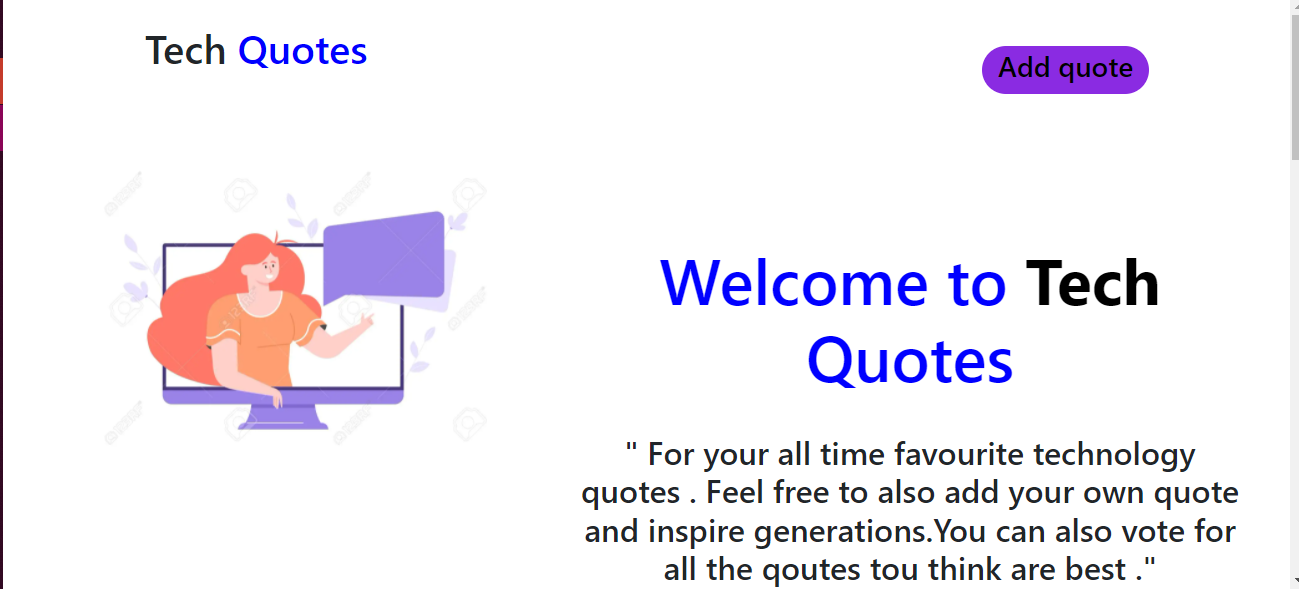 Tech Quotes
Add quote
Welcome to Tech
Quotes
" For your all time favourite technology
quotes . Feel free to also add your own quote
and inspire generations.You can also vote for
all the qoutes tou think are best ."